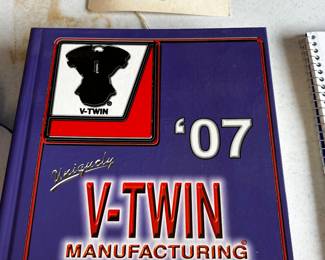 V-TWIN
®
'07
Uniquely
V-TWIN
MANUFACTURING®